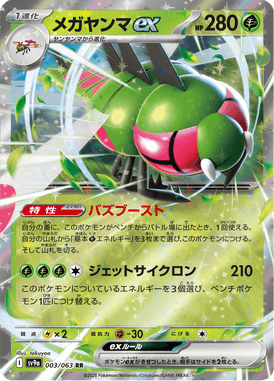 1進化
メガヤンマex
HP280
ヤンヤンマから進化
特性
バズブースト
自分の番に、このポケモンがベンチからバトル場に出たとき、1回使える。
自分の山札から「基本エネルギー」を3枚まで選び、このポケモンにつける。
そして山札を切る。
ジェットサイクロン 210
このポケモンについているエネルギーを3個選び、ベンチポケモン
1匹につけ替える。
弱点 ×2 抵抗力 -30 にげる
Illus. takuyoa
exルール
ポケモンexがきぜつしたとき、相手はサイドを2枚とる。
I sv9a 003/063 RR
©2025 Pokémon/Nintendo/Creatures/GAME FREAK.